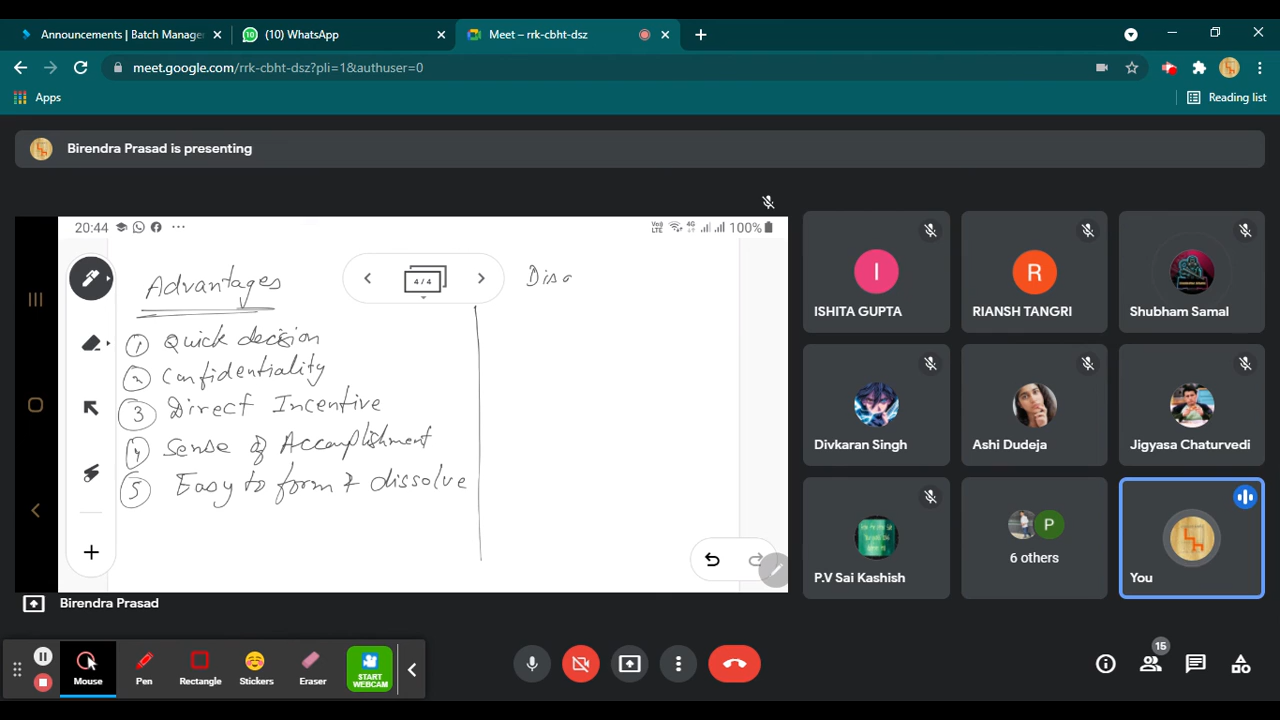 Announcements | Batch Manage
(10) WhatsApp
Meet – rrk-cbht-dsz
meet.google.com/rrk-cbht-dsz?pli=1&authuser=0
Apps
Reading list
Birendra Prasad is presenting
20:44
VoLTE 4G 100%
4/4
Advantages
1 Quick decision
2 Confidentiality
3 Direct Incentive
4 Sense of Accomplishment
5 Easy to form & dissolve
Disa
I
ISHITA GUPTA
R
RIANSH TANGRI
Shubham Samal
Divkaran Singh
Ashi Dudeja
Jigyasa Chaturvedi
P.V Sai Kashish
P
6 others
You
Birendra Prasad
Mouse
Pen
Rectangle
Stickers
Eraser
START
WEBCAM
15